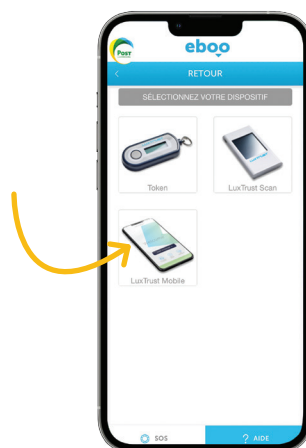 POST
eboo
RETOUR
SÉLECTIONNEZ VOTRE DISPOSITIF
Token
LuxTrust Scan
LuxTrust Mobile
SOS
? AIDE